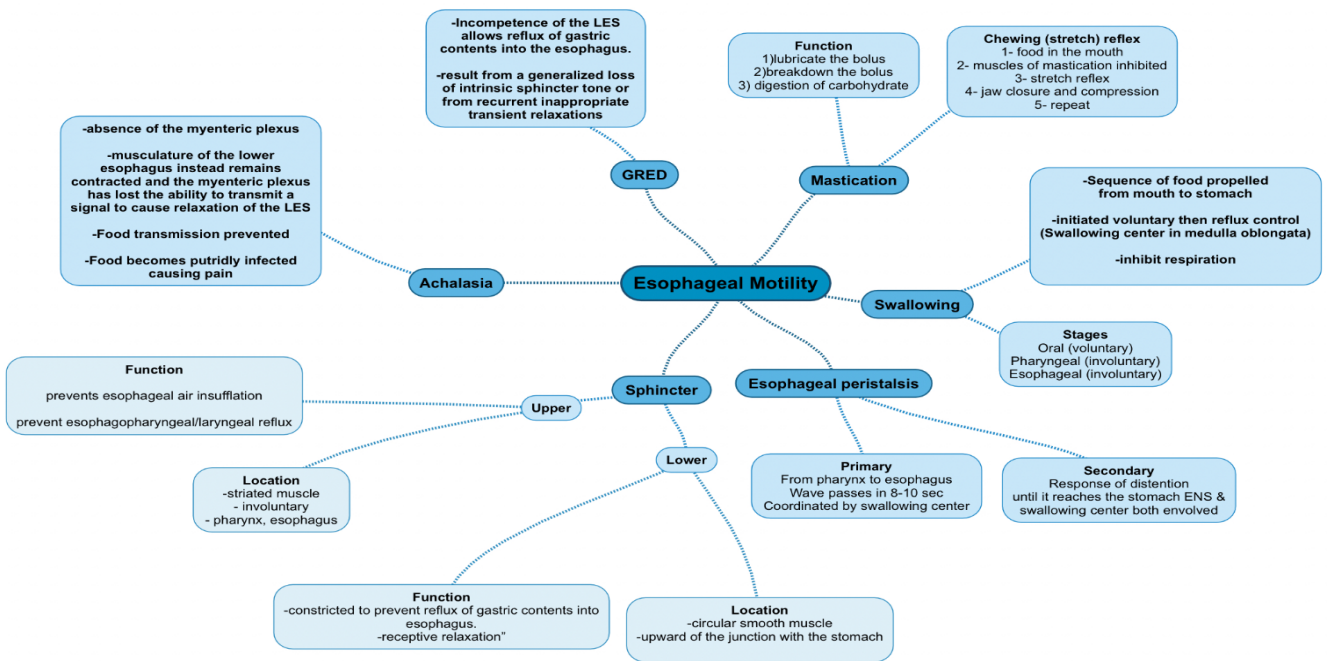 Esophageal Motility
GRED
-Incompetence of the LES
allows reflux of gastric
contents into the esophagus.
-result from a generalized loss
of intrinsic sphincter tone or
from recurrent inappropriate
transient relaxations
Mastication
Function
1)lubricate the bolus
2)breakdown the bolus
3) digestion of carbohydrate
Chewing (stretch) reflex
1- food in the mouth
2- muscles of mastication inhibited
3- stretch reflex
4- jaw closure and compression
5- repeat
Swallowing
-Sequence of food propelled
from mouth to stomach
-initiated voluntary then reflux control
(Swallowing center in medulla oblongata)
-inhibit respiration
Stages
Oral (voluntary)
Pharyngeal (involuntary)
Esophageal (involuntary)
Esophageal peristalsis
Primary
From pharynx to esophagus
Wave passes in 8-10 sec
Coordinated by swallowing center
Secondary
Response of distention
until it reaches the stomach ENS &
swallowing center both envolved
Sphincter
Upper
Function
prevents esophageal air insufflation
prevent esophagopharyngeal/laryngeal reflux
Location
-striated muscle
- involuntary
- pharynx, esophagus
Lower
Function
-constricted to prevent reflux of gastric contents into
esophagus.
-receptive relaxation”
Location
-circular smooth muscle
-upward of the junction with the stomach
Achalasia
-absence of the myenteric plexus
-musculature of the lower
esophagus instead remains
contracted and the myenteric plexus
has lost the ability to transmit a
signal to cause relaxation of the LES
-Food transmission prevented
-Food becomes putridly infected
causing pain